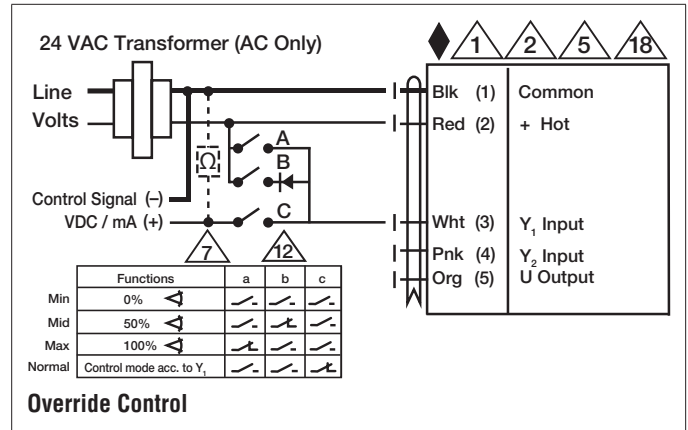 24 VAC Transformer (AC Only)
1 2 5 18
Line
Volts
Blk (1) Common
Red (2) + Hot
A
B
C
Ω
Control Signal (–)
VDC / mA (+)
Wht (3) Y1 Input
Pnk (4) Y2 Input
Org (5) U Output
7 12
Functions a b c
Min 0%
Mid 50%
Max 100%
Normal Control mode acc. to Y1
Override Control